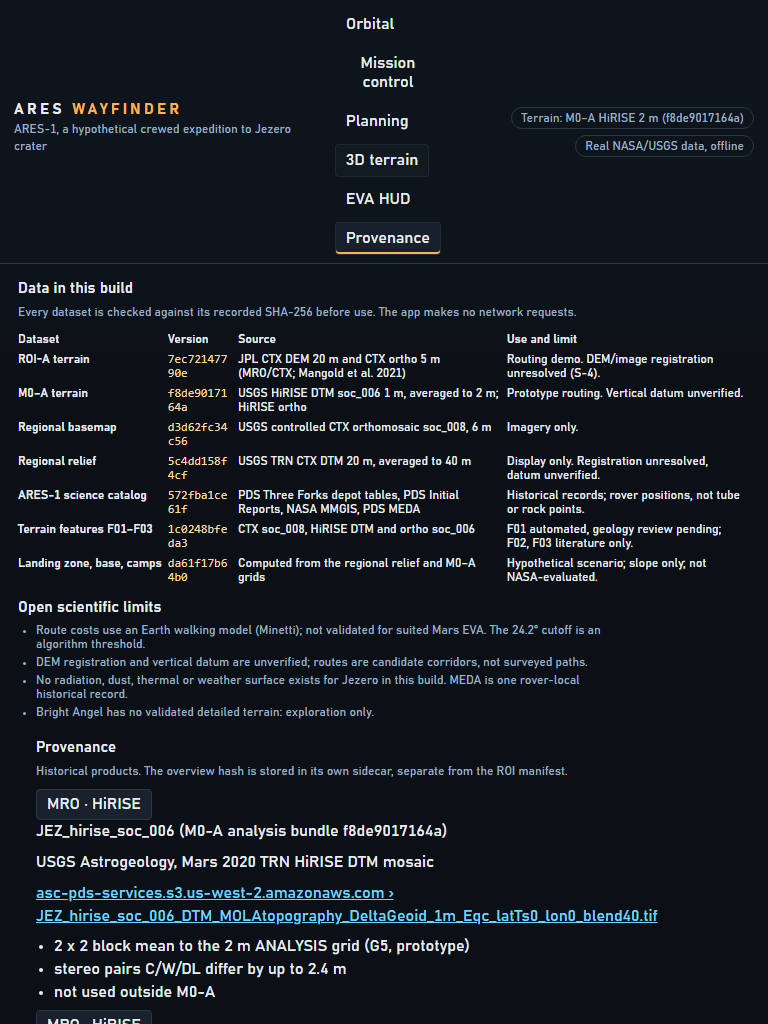 Orbital
Mission
control
ARES WAYFINDER
ARES-1, a hypothetical crewed expedition to Jezero
crater
Planning
3D terrain
EVA HUD
Provenance
Terrain: M0-A HiRISE 2 m (f8de9017164a)
Real NASA/USGS data, offline
Data in this build
Every dataset is checked against its recorded SHA-256 before use. The app makes no network requests.
Dataset Version Source Use and limit
ROI-A terrain 7ec721477 JPL CTX DEM 20 m and CTX ortho 5 m Routing demo. DEM/image registration
90e (MRO/CTX; Mangold et al. 2021) unresolved (S-4).
M0-A terrain f8de90171 USGS HiRISE DTM soc_006 1 m, averaged to 2 m; Prototype routing. Vertical datum unverified.
64a HiRISE ortho
Regional basemap d3d62fc34 USGS controlled CTX orthomosaic soc_008, 6 m Imagery only.
c56
Regional relief 5c4dd158f USGS TRN CTX DTM 20 m, averaged to 40 m Display only. Registration unresolved,
4cf datum unverified.
ARES-1 science catalog 572fba1ce PDS Three Forks depot tables, PDS Initial Historical records; rover positions, not tube
61f Reports, NASA MMGIS, PDS MEDA or rock points.
Terrain features F01–F03 1c0248bfe CTX soc_008, HiRISE DTM and ortho soc_006 F01 automated, geology review pending;
da3 F02, F03 literature only.
Landing zone, base, camps da61f17b6 Computed from the regional relief and M0-A Hypothetical scenario; slope only; not
4b0 grids NASA-evaluated.
Open scientific limits
• Route costs use an Earth walking model (Minetti); not validated for suited Mars EVA. The 24.2° cutoff is an
algorithm threshold.
• DEM registration and vertical datum are unverified; routes are candidate corridors, not surveyed paths.
• No radiation, dust, thermal or weather surface exists for Jezero in this build. MEDA is one rover-local
historical record.
• Bright Angel has no validated detailed terrain: exploration only.
Provenance
Historical products. The overview hash is stored in its own sidecar, separate from the ROI manifest.
MRO · HiRISE
JEZ_hirise_soc_006 (M0-A analysis bundle f8de9017164a)
USGS Astrogeology, Mars 2020 TRN HiRISE DTM mosaic
asc-pds-services.s3.us-west-2.amazonaws.com ›
JEZ_hirise_soc_006_DTM_MOLAtopography_DeltaGeoid_1m_Eqc_latTs0_lon0_blend40.tif
• 2 x 2 block mean to the 2 m ANALYSIS grid (G5, prototype)
• stereo pairs C/W/DL differ by up to 2.4 m
• not used outside M0-A
MRO · HiRISE